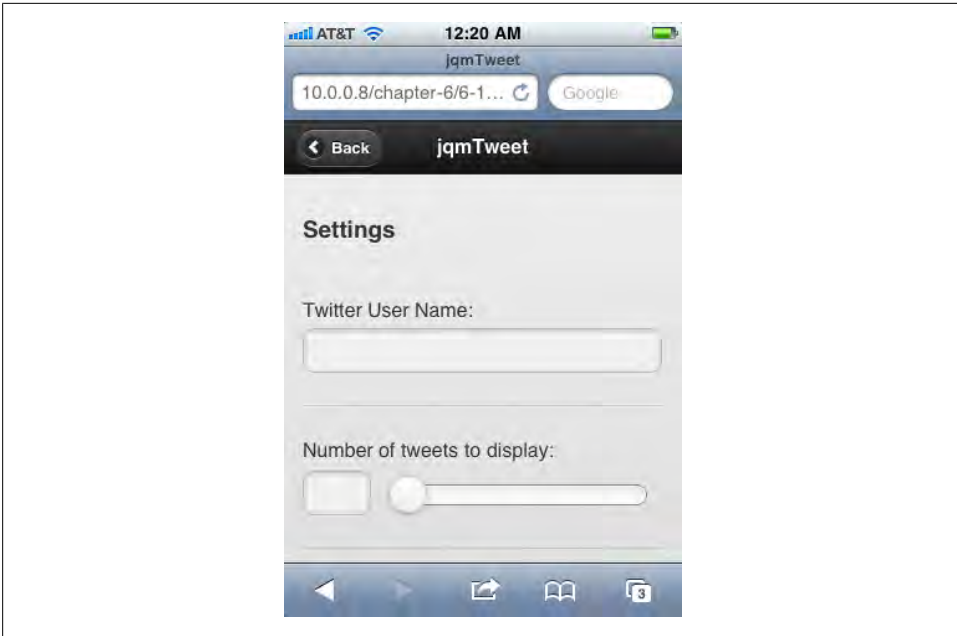 AT&T 12:20 AM
jqmTweet
10.0.0.8/chapter-6/6-1... Google
Back jqmTweet
Settings
Twitter User Name:
Number of tweets to display:
3